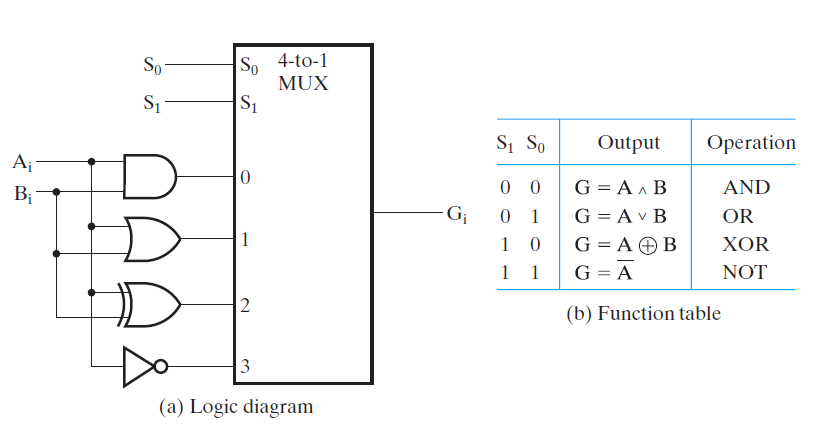 S₀ S₀ 4-to-1
MUX
S₁ S₁
Aᵢ
Bᵢ
0
1
2
3
Gᵢ
(a) Logic diagram
S₁ S₀ Output Operation
0 0 G = A ∧ B AND
0 1 G = A ∨ B OR
1 0 G = A ⊕ B XOR
1 1 G = A̅ NOT
(b) Function table